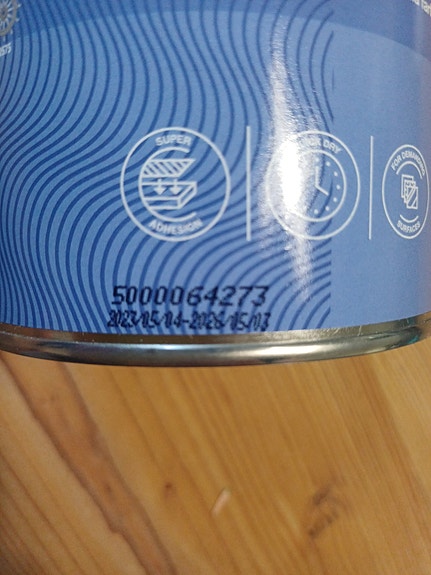 SUPER
ADHESION
DRY
FOR DEMANDING
SURFACES
5000064273
2023/05/04-2026/05/03